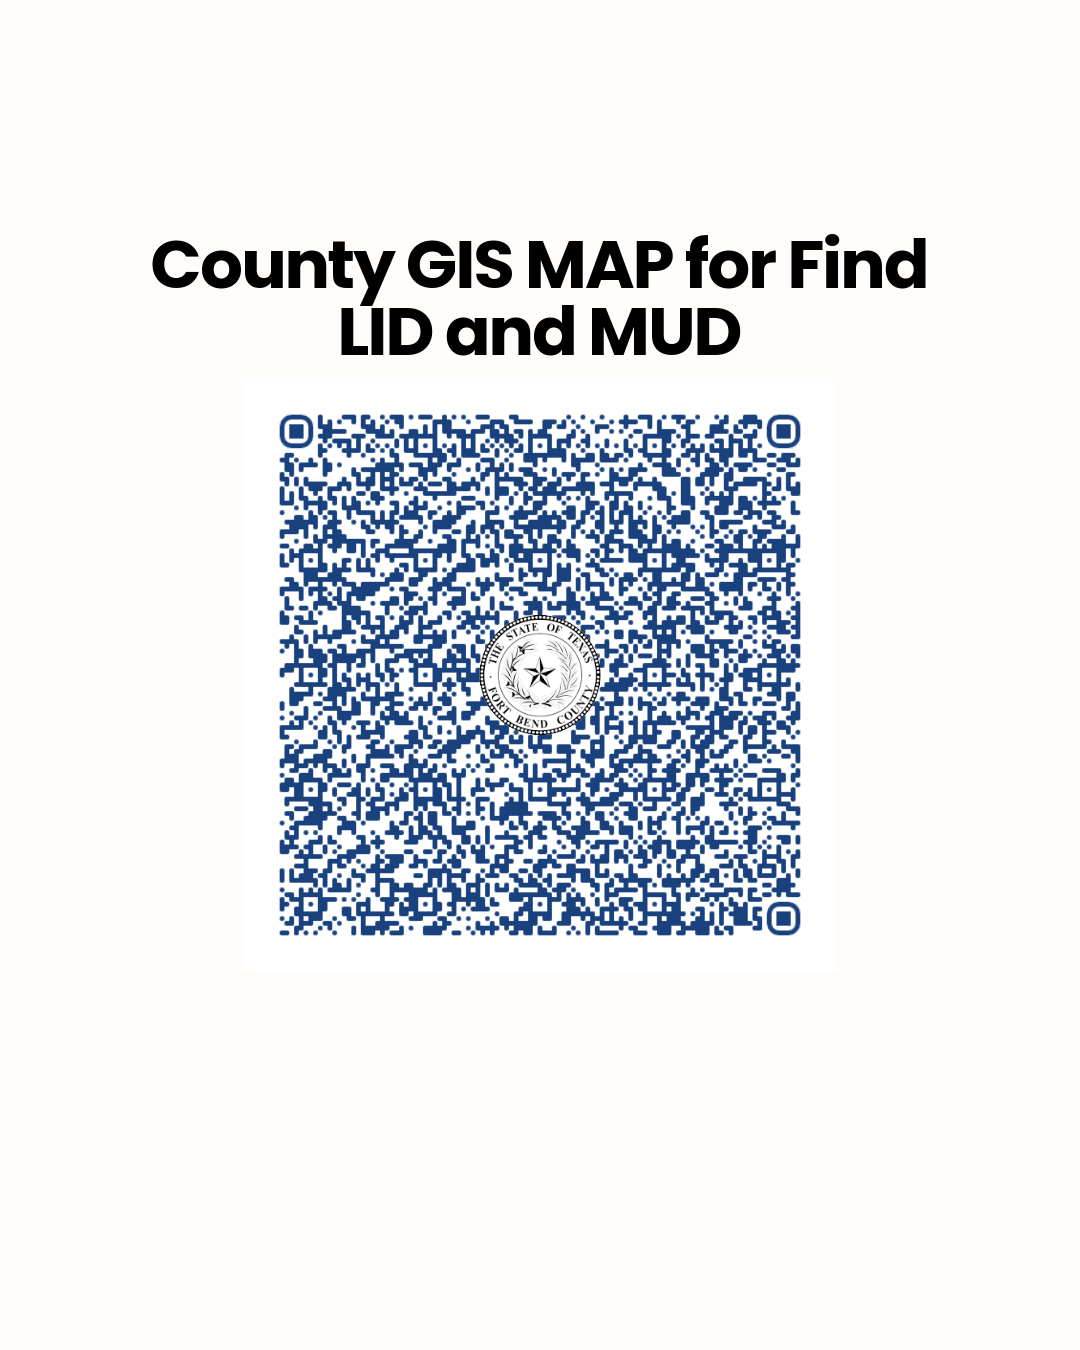 County GIS MAP for Find
LID and MUD
· THE STATE OF TEXAS ·
FORT BEND COUNTY